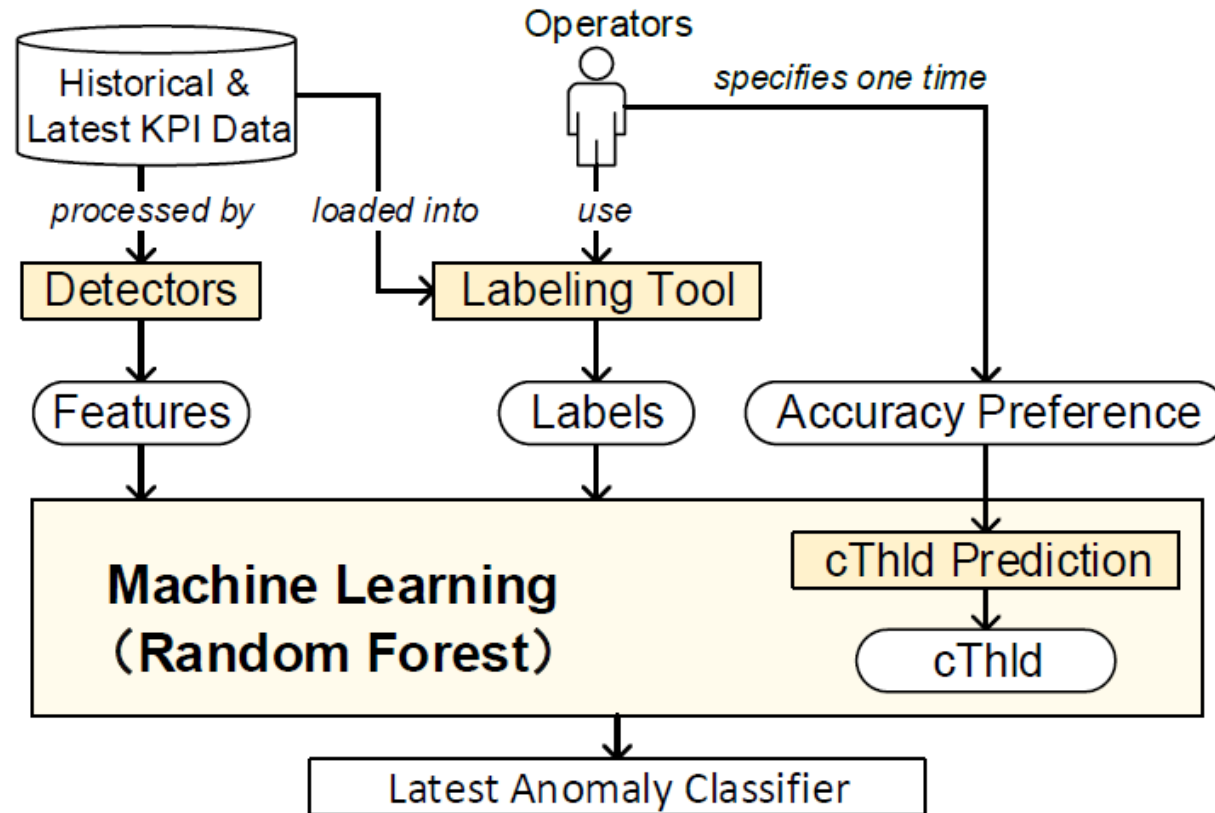 Operators
Historical &
Latest KPI Data
specifies one time
processed by
loaded into
use
Detectors
Labeling Tool
Features
Labels
Accuracy Preference
Machine Learning
（Random Forest）
cThld Prediction
cThld
Latest Anomaly Classifier